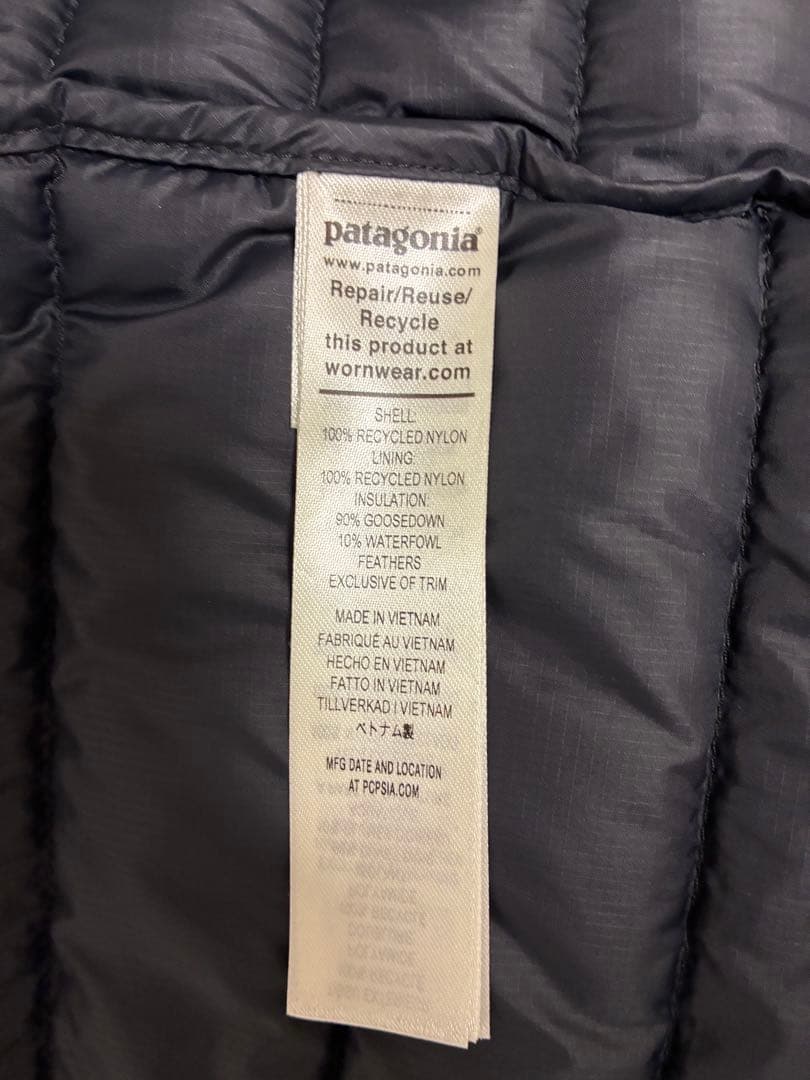 patagonia®
www.patagonia.com
Repair/Reuse/
Recycle
this product at
wornwear.com
SHELL:
100% RECYCLED NYLON
LINING:
100% RECYCLED NYLON
INSULATION:
90% GOOSEDOWN
10% WATERFOWL
FEATHERS
EXCLUSIVE OF TRIM
MADE IN VIETNAM
FABRIQUÉ AU VIETNAM
HECHO EN VIETNAM
FATTO IN VIETNAM
TILLVERKAD I VIETNAM
ベトナム製
MFG DATE AND LOCATION
AT PCPSIA.COM